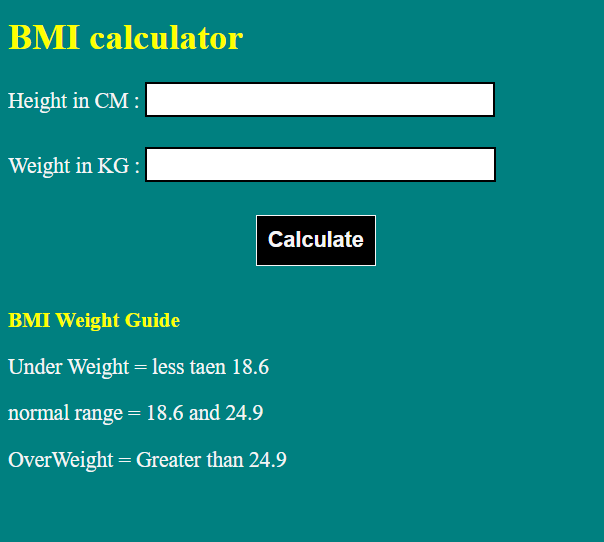 BMI calculator
Height in CM :
Weight in KG :
Calculate
BMI Weight Guide
Under Weight = less taen 18.6
normal range = 18.6 and 24.9
OverWeight = Greater than 24.9